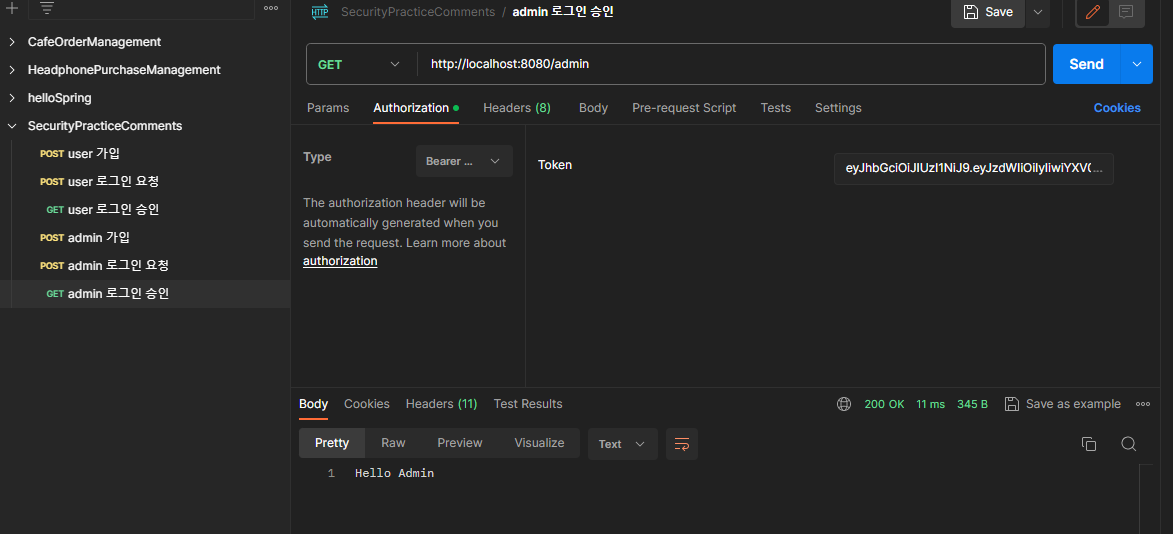 SecurityPracticeComments / admin 로그인 승인
Save
CafeOrderManagement
HeadphonePurchaseManagement
helloSpring
SecurityPracticeComments
POST user 가입
POST user 로그인 요청
GET user 로그인 승인
POST admin 가입
POST admin 로그인 요청
GET admin 로그인 승인
HTTP
GET http://localhost:8080/admin
Send
Params Authorization Headers (8) Body Pre-request Script Tests Settings Cookies
Type Bearer ...
The authorization header will be
automatically generated when you
send the request. Learn more about
authorization
Token
Body Cookies Headers (11) Test Results 200 OK 11 ms 345 B Save as example
Pretty Raw Preview Visualize Text
1 Hello Admin